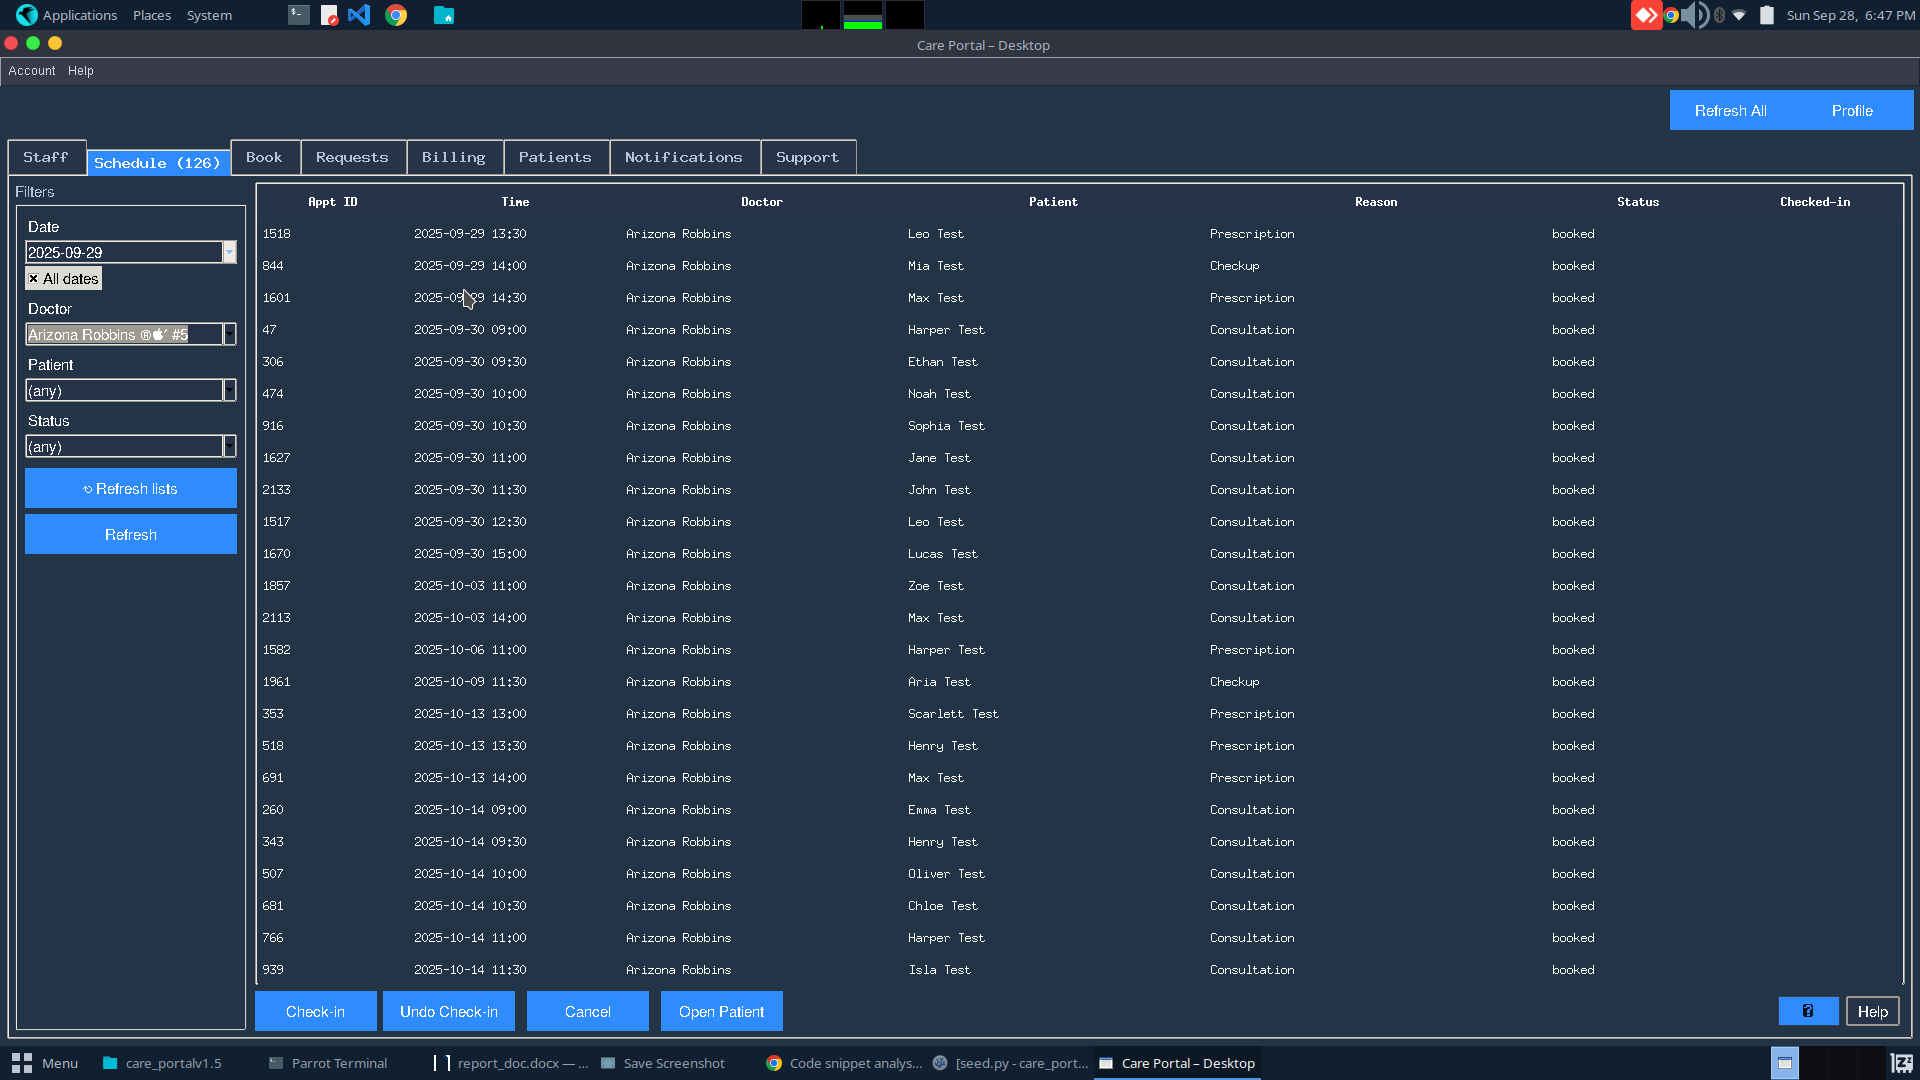 Applications Places System Sun Sep 28, 6:47 PM
Care Portal – Desktop
Account Help
Refresh All Profile
Staff Schedule (126) Book Requests Billing Patients Notifications Support
Filters
Date
2025-09-29
All dates
Doctor
Arizona Robbins #5
Patient
(any)
Status
(any)
Refresh lists
Refresh
Appt ID Time Doctor Patient Reason Status Checked-in
1518 2025-09-29 13:30 Arizona Robbins Leo Test Prescription booked
844 2025-09-29 14:00 Arizona Robbins Mia Test Checkup booked
1601 2025-09-29 14:30 Arizona Robbins Max Test Prescription booked
47 2025-09-30 09:00 Arizona Robbins Harper Test Consultation booked
306 2025-09-30 09:30 Arizona Robbins Ethan Test Consultation booked
474 2025-09-30 10:00 Arizona Robbins Noah Test Consultation booked
916 2025-09-30 10:30 Arizona Robbins Sophia Test Consultation booked
1627 2025-09-30 11:00 Arizona Robbins Jane Test Consultation booked
2133 2025-09-30 11:30 Arizona Robbins John Test Consultation booked
1517 2025-09-30 12:30 Arizona Robbins Leo Test Consultation booked
1670 2025-09-30 15:00 Arizona Robbins Lucas Test Consultation booked
1857 2025-10-03 11:00 Arizona Robbins Zoe Test Consultation booked
2113 2025-10-03 14:00 Arizona Robbins Max Test Consultation booked
1582 2025-10-06 11:00 Arizona Robbins Harper Test Prescription booked
1961 2025-10-09 11:30 Arizona Robbins Aria Test Checkup booked
353 2025-10-13 13:00 Arizona Robbins Scarlett Test Prescription booked
518 2025-10-13 13:30 Arizona Robbins Henry Test Prescription booked
691 2025-10-13 14:00 Arizona Robbins Max Test Prescription booked
260 2025-10-14 09:00 Arizona Robbins Emma Test Consultation booked
343 2025-10-14 09:30 Arizona Robbins Henry Test Consultation booked
507 2025-10-14 10:00 Arizona Robbins Oliver Test Consultation booked
681 2025-10-14 10:30 Arizona Robbins Chloe Test Consultation booked
766 2025-10-14 11:00 Arizona Robbins Harper Test Consultation booked
939 2025-10-14 11:30 Arizona Robbins Isla Test Consultation booked
Check-in Undo Check-in Cancel Open Patient Help
Menu care_portalv1.5 Parrot Terminal report_doc.docx — ... Save Screenshot Code snippet analys... [seed.py - care_port... Care Portal – Desktop